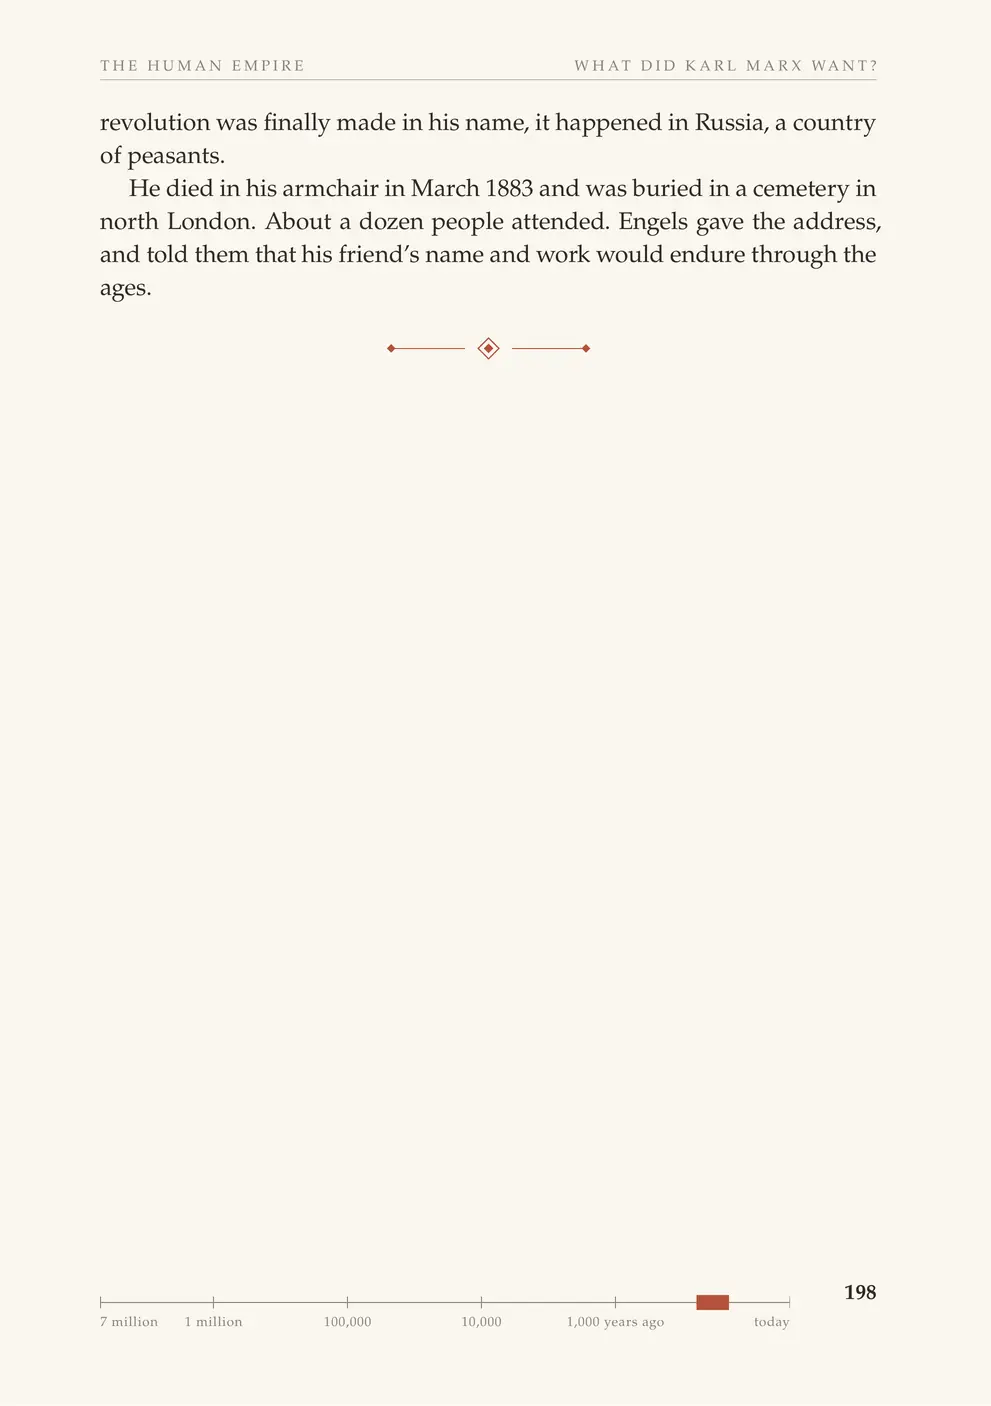 THE HUMAN EMPIRE
WHAT DID KARL MARX WANT?
revolution was finally made in his name, it happened in Russia, a country
of peasants.
He died in his armchair in March 1883 and was buried in a cemetery in
north London. About a dozen people attended. Engels gave the address,
and told them that his friend’s name and work would endure through the
ages.
198
7 million 1 million 100,000 10,000 1,000 years ago today